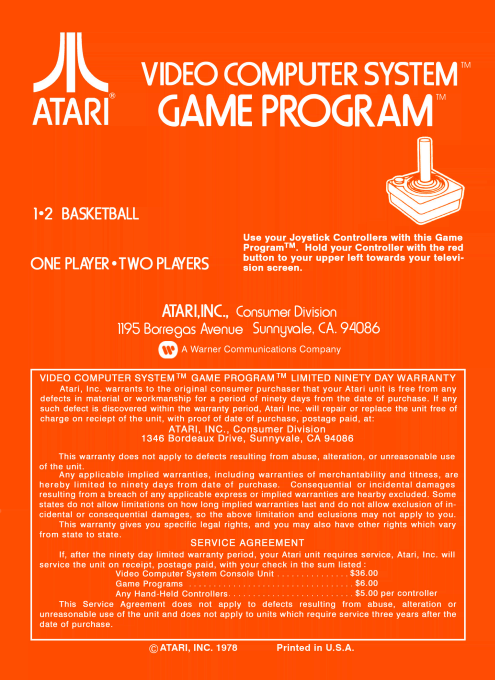 VIDEO COMPUTER SYSTEM™
ATARI® GAME PROGRAM™
1•2 BASKETBALL
ONE PLAYER•TWO PLAYERS
Use your Joystick Controllers with this Game
Program™. Hold your Controller with the red
button to your upper left towards your televi-
sion screen.
ATARI,INC., Consumer Division
1195 Borregas Avenue Sunnyvale, CA. 94086
A Warner Communications Company
VIDEO COMPUTER SYSTEM™ GAME PROGRAM™ LIMITED NINETY DAY WARRANTY
Atari, Inc. warrants to the original consumer purchaser that your Atari unit is free from any
defects in material or workmanship for a period of ninety days from the date of purchase. If any
such defect is discovered within the warranty period, Atari Inc. will repair or replace the unit free of
charge on reciept of the unit, with proof of date of purchase, postage paid, at:
ATARI, INC., Consumer Division
1346 Bordeaux Drive, Sunnyvale, CA 94086
This warranty does not apply to defects resulting from abuse, alteration, or unreasonable use
of the unit.
Any applicable implied warranties, including warranties of merchantability and titness, are
hereby limited to ninety days from date of purchase. Consequential or incidental damages
resulting from a breach of any applicable express or implied warranties are hearby excluded. Some
states do not allow limitations on how long implied warranties last and do not allow exclusion of in-
cidental or consequential damages, so the above limitation and eclusions may not apply to you.
This warranty gives you specific legal rights, and you may also have other rights which vary
from state to state.
SERVICE AGREEMENT
If, after the ninety day limited warranty period, your Atari unit requires service, Atari, Inc. will
service the unit on receipt, postage paid, with your check in the sum listed:
Video Computer System Console Unit . . . . . . . . . . . . . . . $36.00
Game Programs . . . . . . . . . . . . . . . . . . . . . . . . . . . . . . . . . . $6.00
Any Hand-Held Controllers. . . . . . . . . . . . . . . . . . . . . . . . . . $5.00 per controller
This Service Agreement does not apply to defects resulting from abuse, alteration or
unreasonable use of the unit and does not apply to units which require service three years after the
date of purchase.
© ATARI, INC. 1978 Printed in U.S.A.